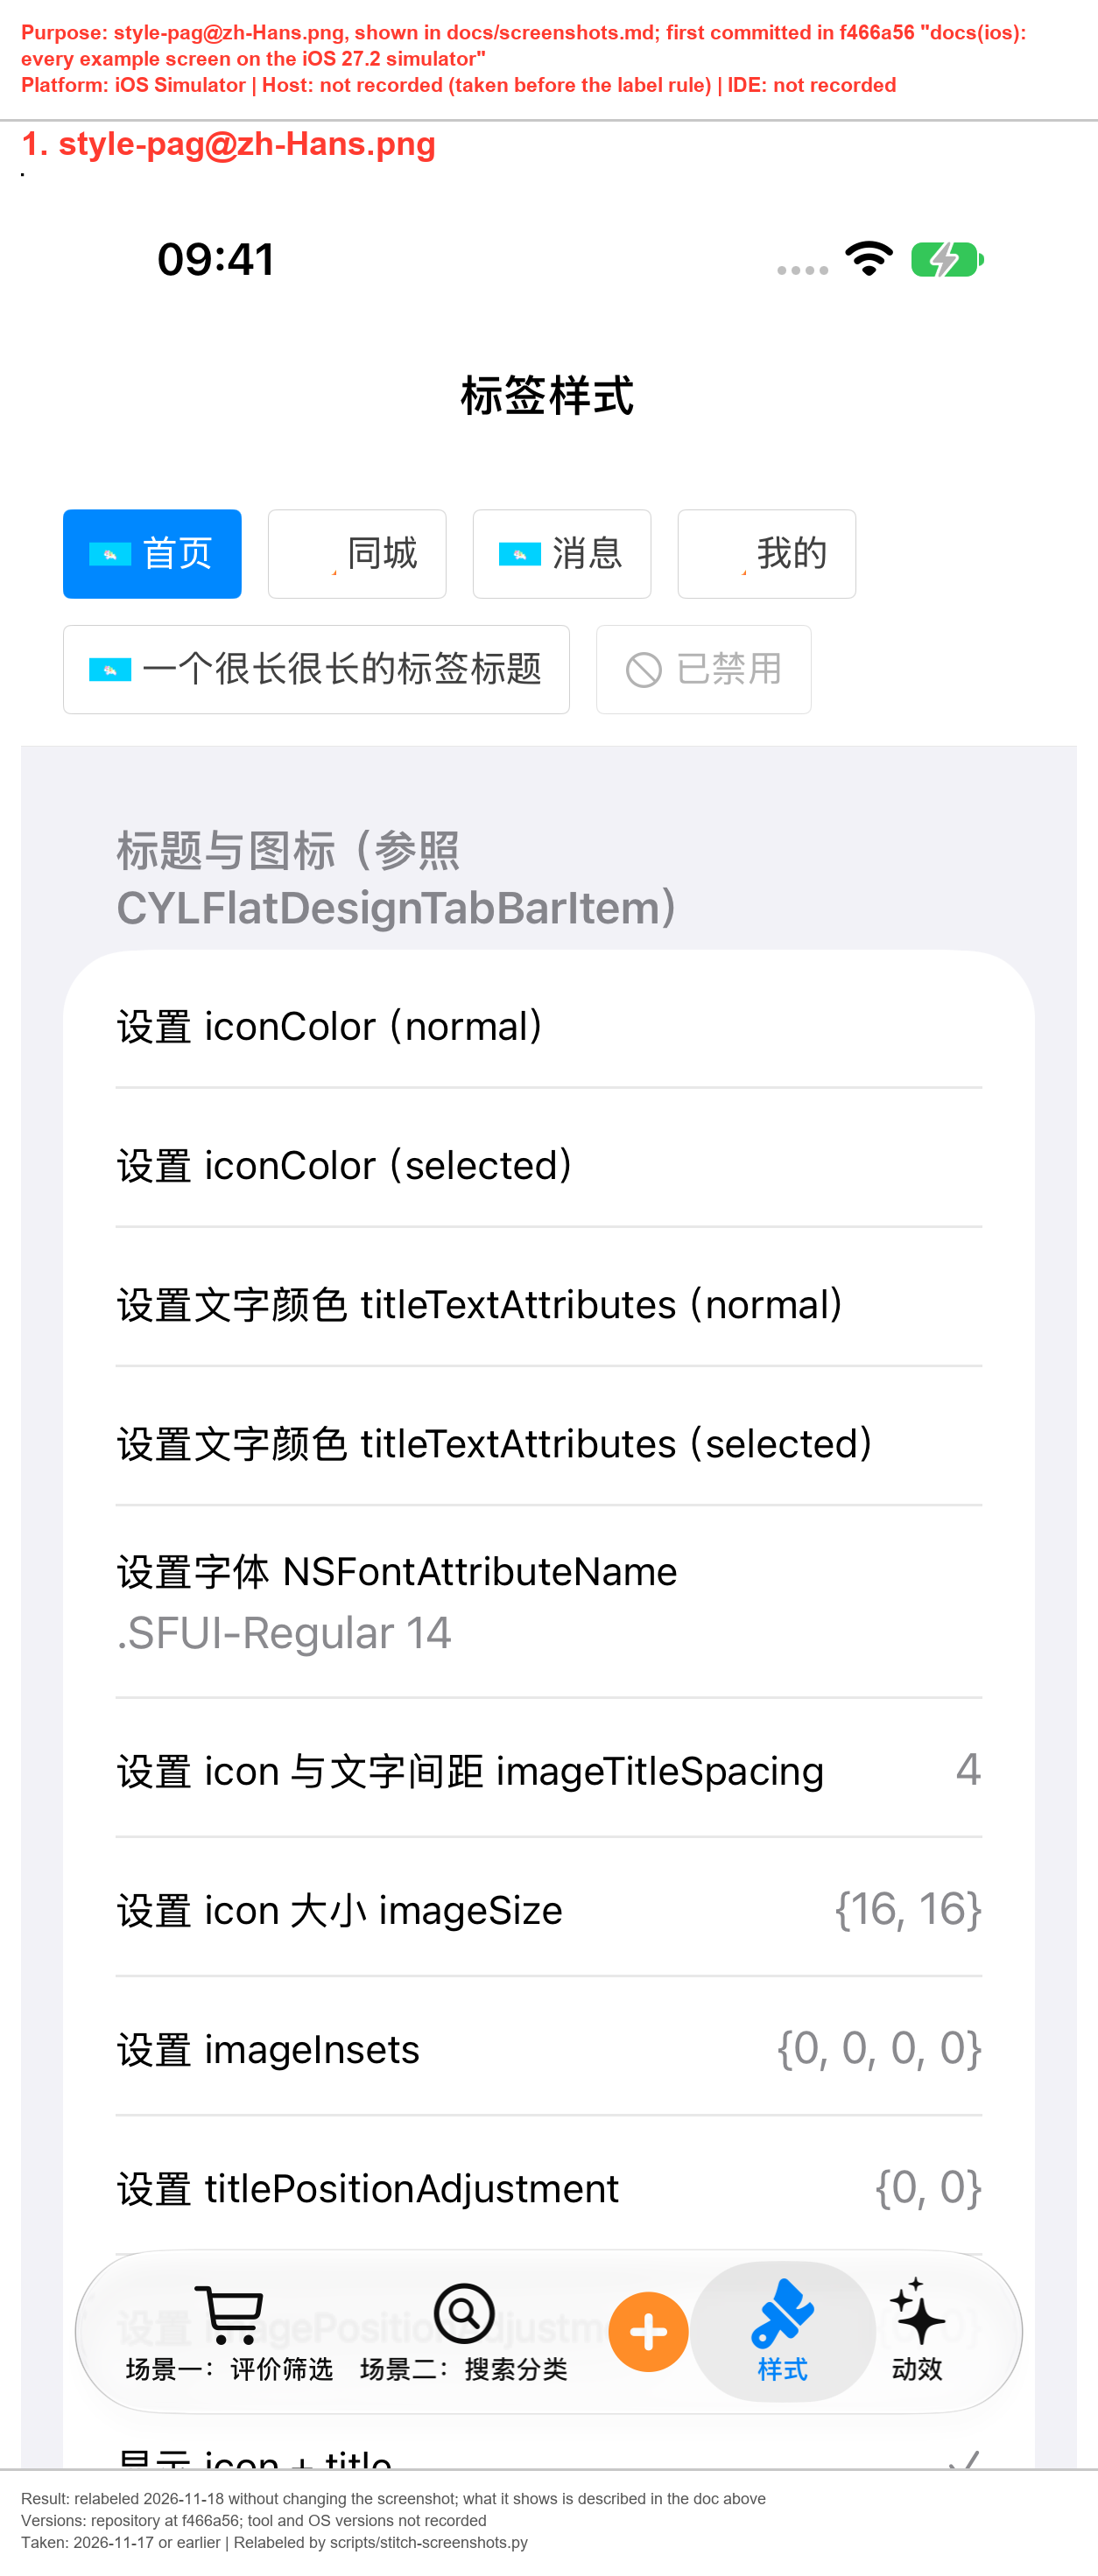 Purpose: style-pag@zh-Hans.png, shown in docs/screenshots.md; first committed in f466a56 "docs(ios):
every example screen on the iOS 27.2 simulator"
Platform: iOS Simulator | Host: not recorded (taken before the label rule) | IDE: not recorded
1. style-pag@zh-Hans.png
09:41
标签样式
首页 同城 消息 我的
一个很长很长的标签标题 已禁用
标题与图标（参照
CYLFlatDesignTabBarItem）
设置 iconColor（normal）
设置 iconColor（selected）
设置文字颜色 titleTextAttributes（normal）
设置文字颜色 titleTextAttributes（selected）
设置字体 NSFontAttributeName
.SFUI-Regular 14
设置 icon 与文字间距 imageTitleSpacing 4
设置 icon 大小 imageSize {16, 16}
设置 imageInsets {0, 0, 0, 0}
设置 titlePositionAdjustment {0, 0}
场景一：评价筛选 场景二：搜索分类 样式 动效
显示 icon + title
Result: relabeled 2026-11-18 without changing the screenshot; what it shows is described in the doc above
Versions: repository at f466a56; tool and OS versions not recorded
Taken: 2026-11-17 or earlier | Relabeled by scripts/stitch-screenshots.py